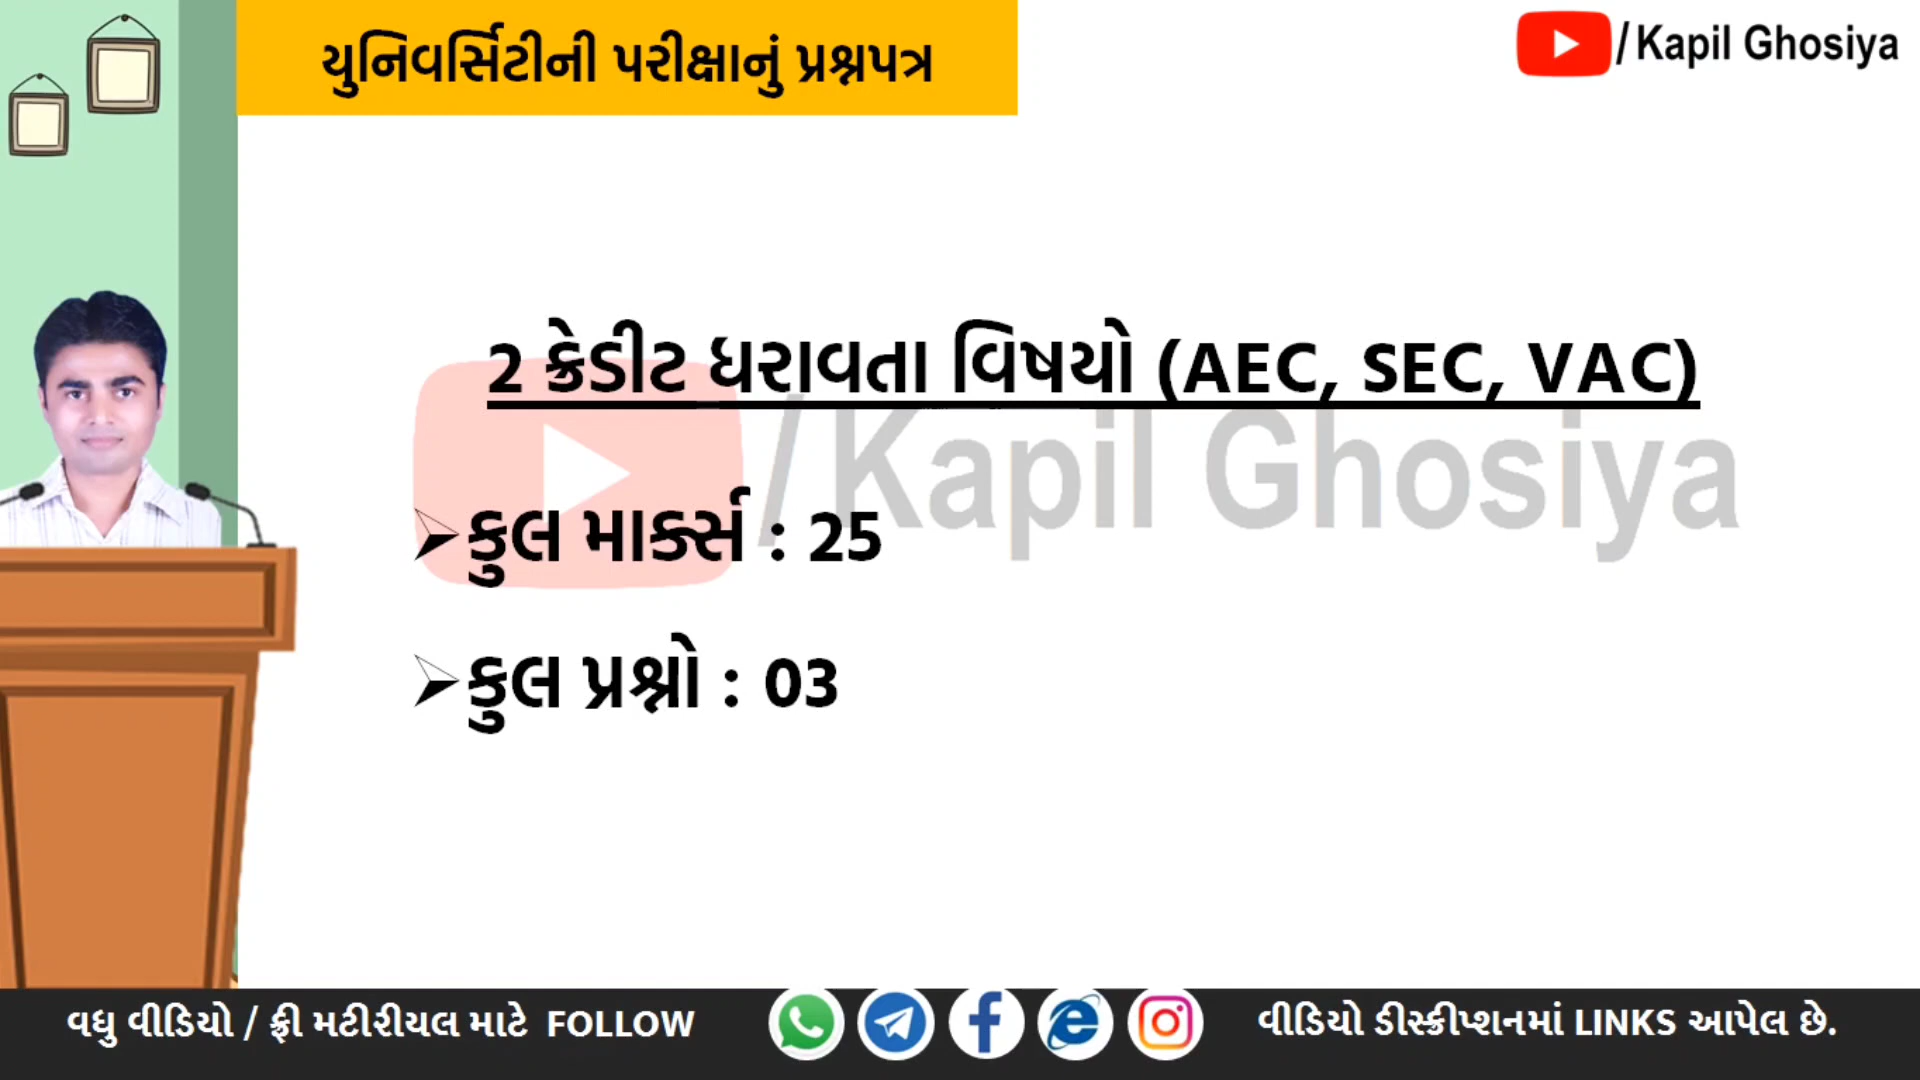 યુનિવર્સિટીની પરીક્ષાનું પ્રશ્નપત્ર
/Kapil Ghosiya
2 ક્રેડીટ ધરાવતા વિષયો (AEC, SEC, VAC)
/Kapil Ghosiya
➢કુલ માર્ક્સ : 25
➢કુલ પ્રશ્નો : 03
વધુ વીડિયો / ફ્રી મટીરીયલ માટે FOLLOW
વીડિયો ડીસ્ક્રીપ્શનમાં LINKS આપેલ છે.